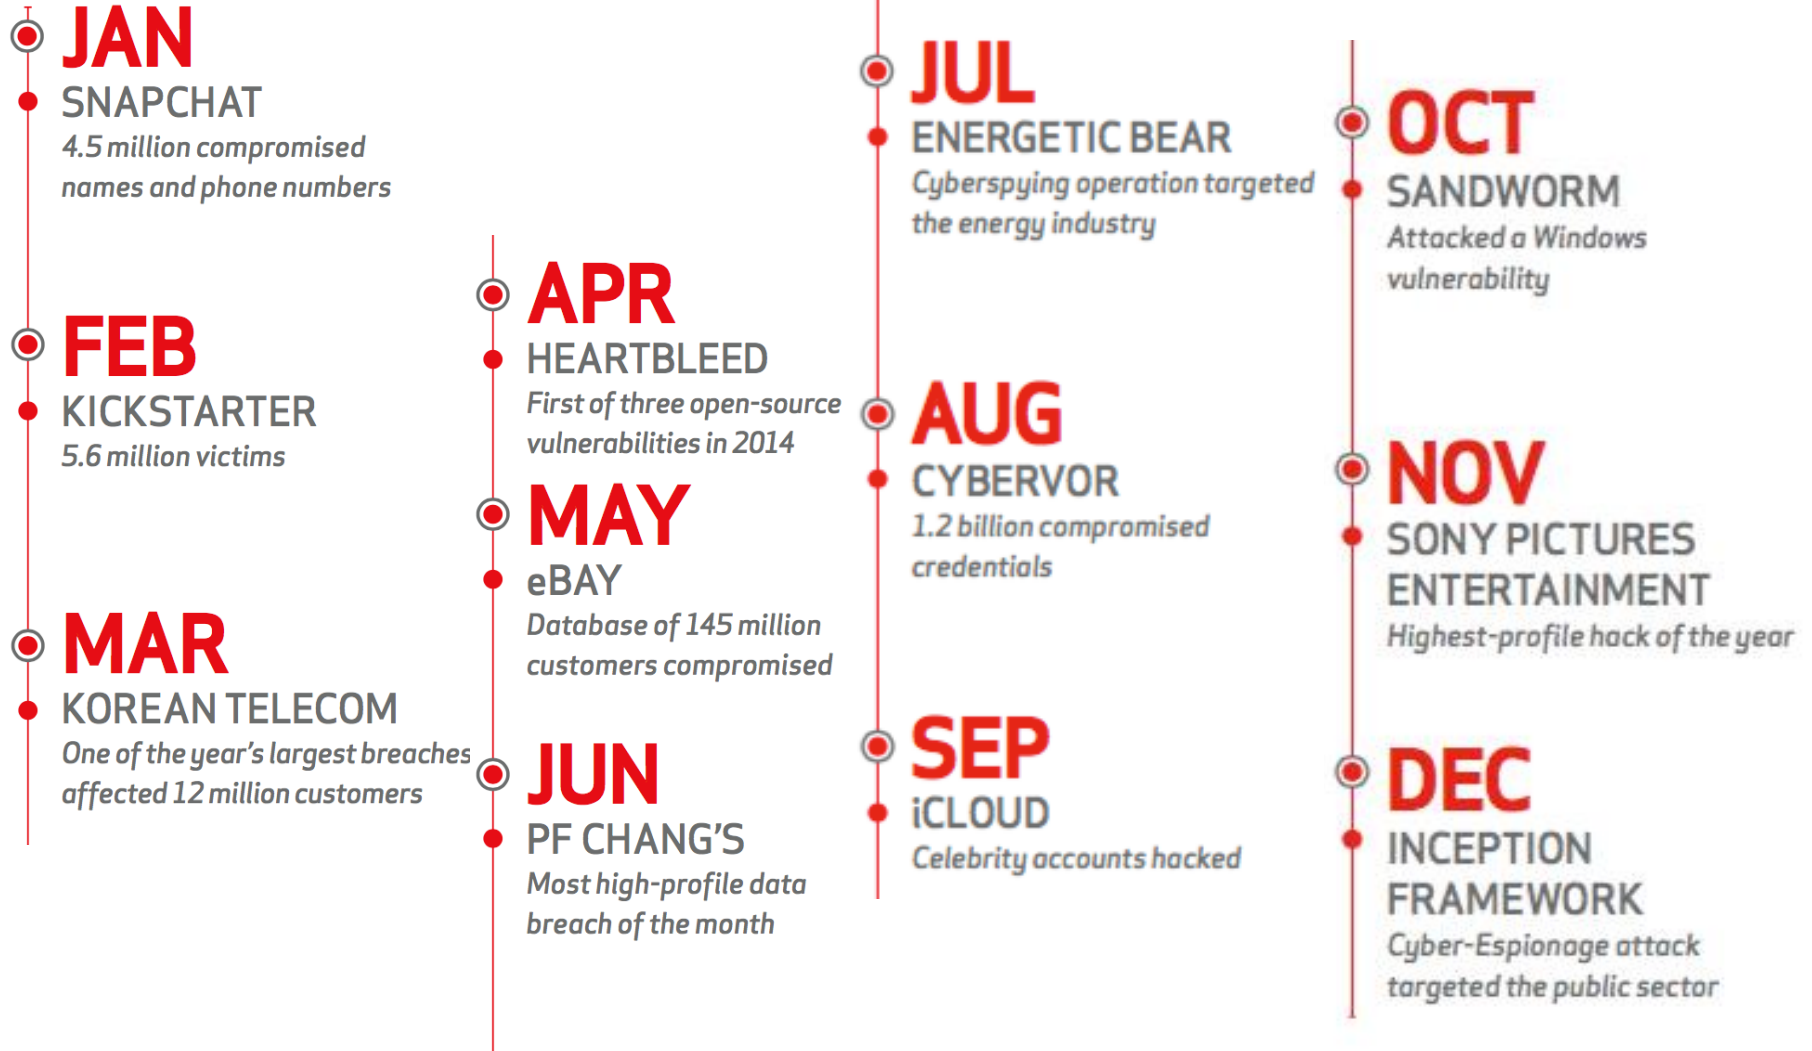 JAN
SNAPCHAT
4.5 million compromised
names and phone numbers
FEB
KICKSTARTER
5.6 million victims
MAR
KOREAN TELECOM
One of the year's largest breaches
affected 12 million customers
APR
HEARTBLEED
First of three open-source
vulnerabilities in 2014
MAY
eBAY
Database of 145 million
customers compromised
JUN
PF CHANG'S
Most high-profile data
breach of the month
JUL
ENERGETIC BEAR
Cyberspying operation targeted
the energy industry
AUG
CYBERVOR
1.2 billion compromised
credentials
SEP
iCLOUD
Celebrity accounts hacked
OCT
SANDWORM
Attacked a Windows
vulnerability
NOV
SONY PICTURES
ENTERTAINMENT
Highest-profile hack of the year
DEC
INCEPTION
FRAMEWORK
Cyber-Espionage attack
targeted the public sector